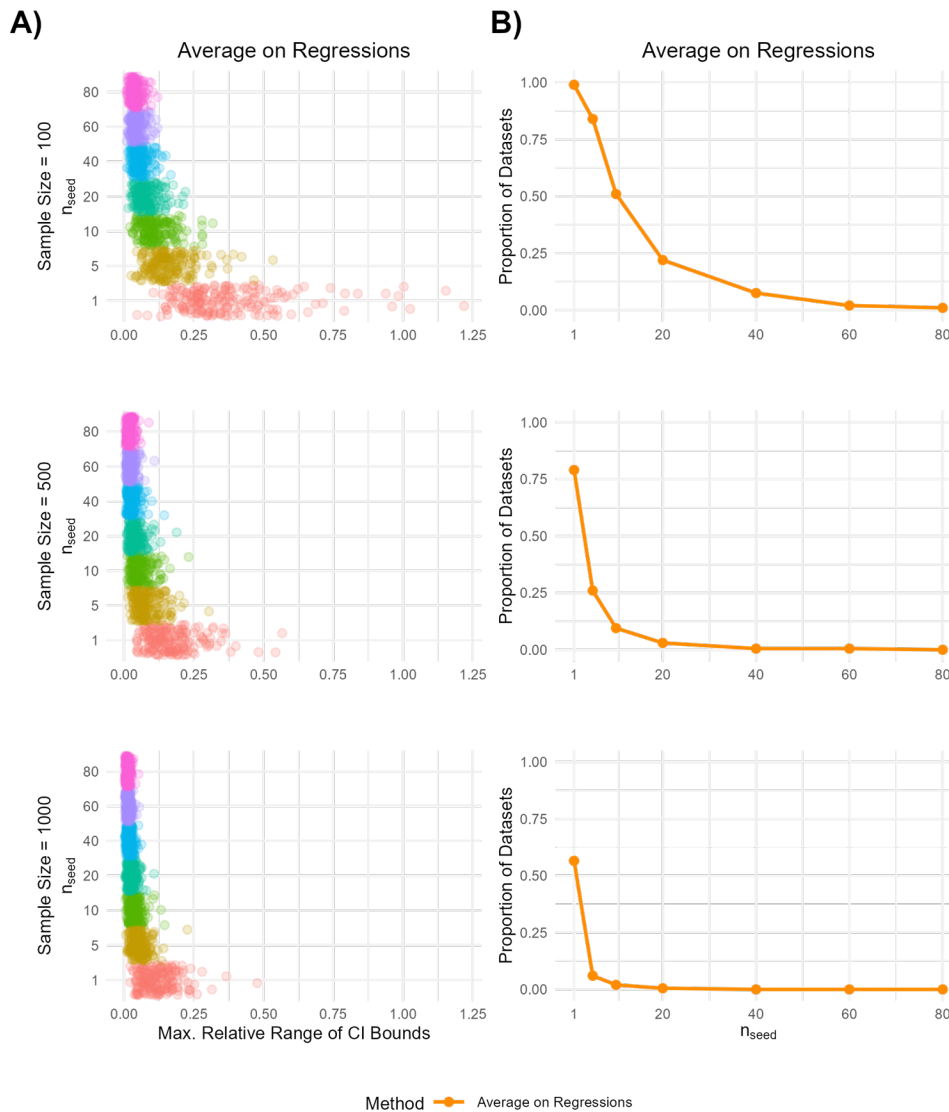 A)
B)
Average on Regressions
Average on Regressions
Sample Size = 100
n_seed
80
60
40
20
10
5
1
0.00 0.25 0.50 0.75 1.00 1.25
Proportion of Datasets
1.00
0.75
0.50
0.25
0.00
1 20 40 60 80
Sample Size = 500
n_seed
80
60
40
20
10
5
1
0.00 0.25 0.50 0.75 1.00 1.25
Proportion of Datasets
1.00
0.75
0.50
0.25
0.00
1 20 40 60 80
Sample Size = 1000
n_seed
80
60
40
20
10
5
1
0.00 0.25 0.50 0.75 1.00 1.25
Max. Relative Range of CI Bounds
Proportion of Datasets
1.00
0.75
0.50
0.25
0.00
1 20 40 60 80
n_seed
Method Average on Regressions